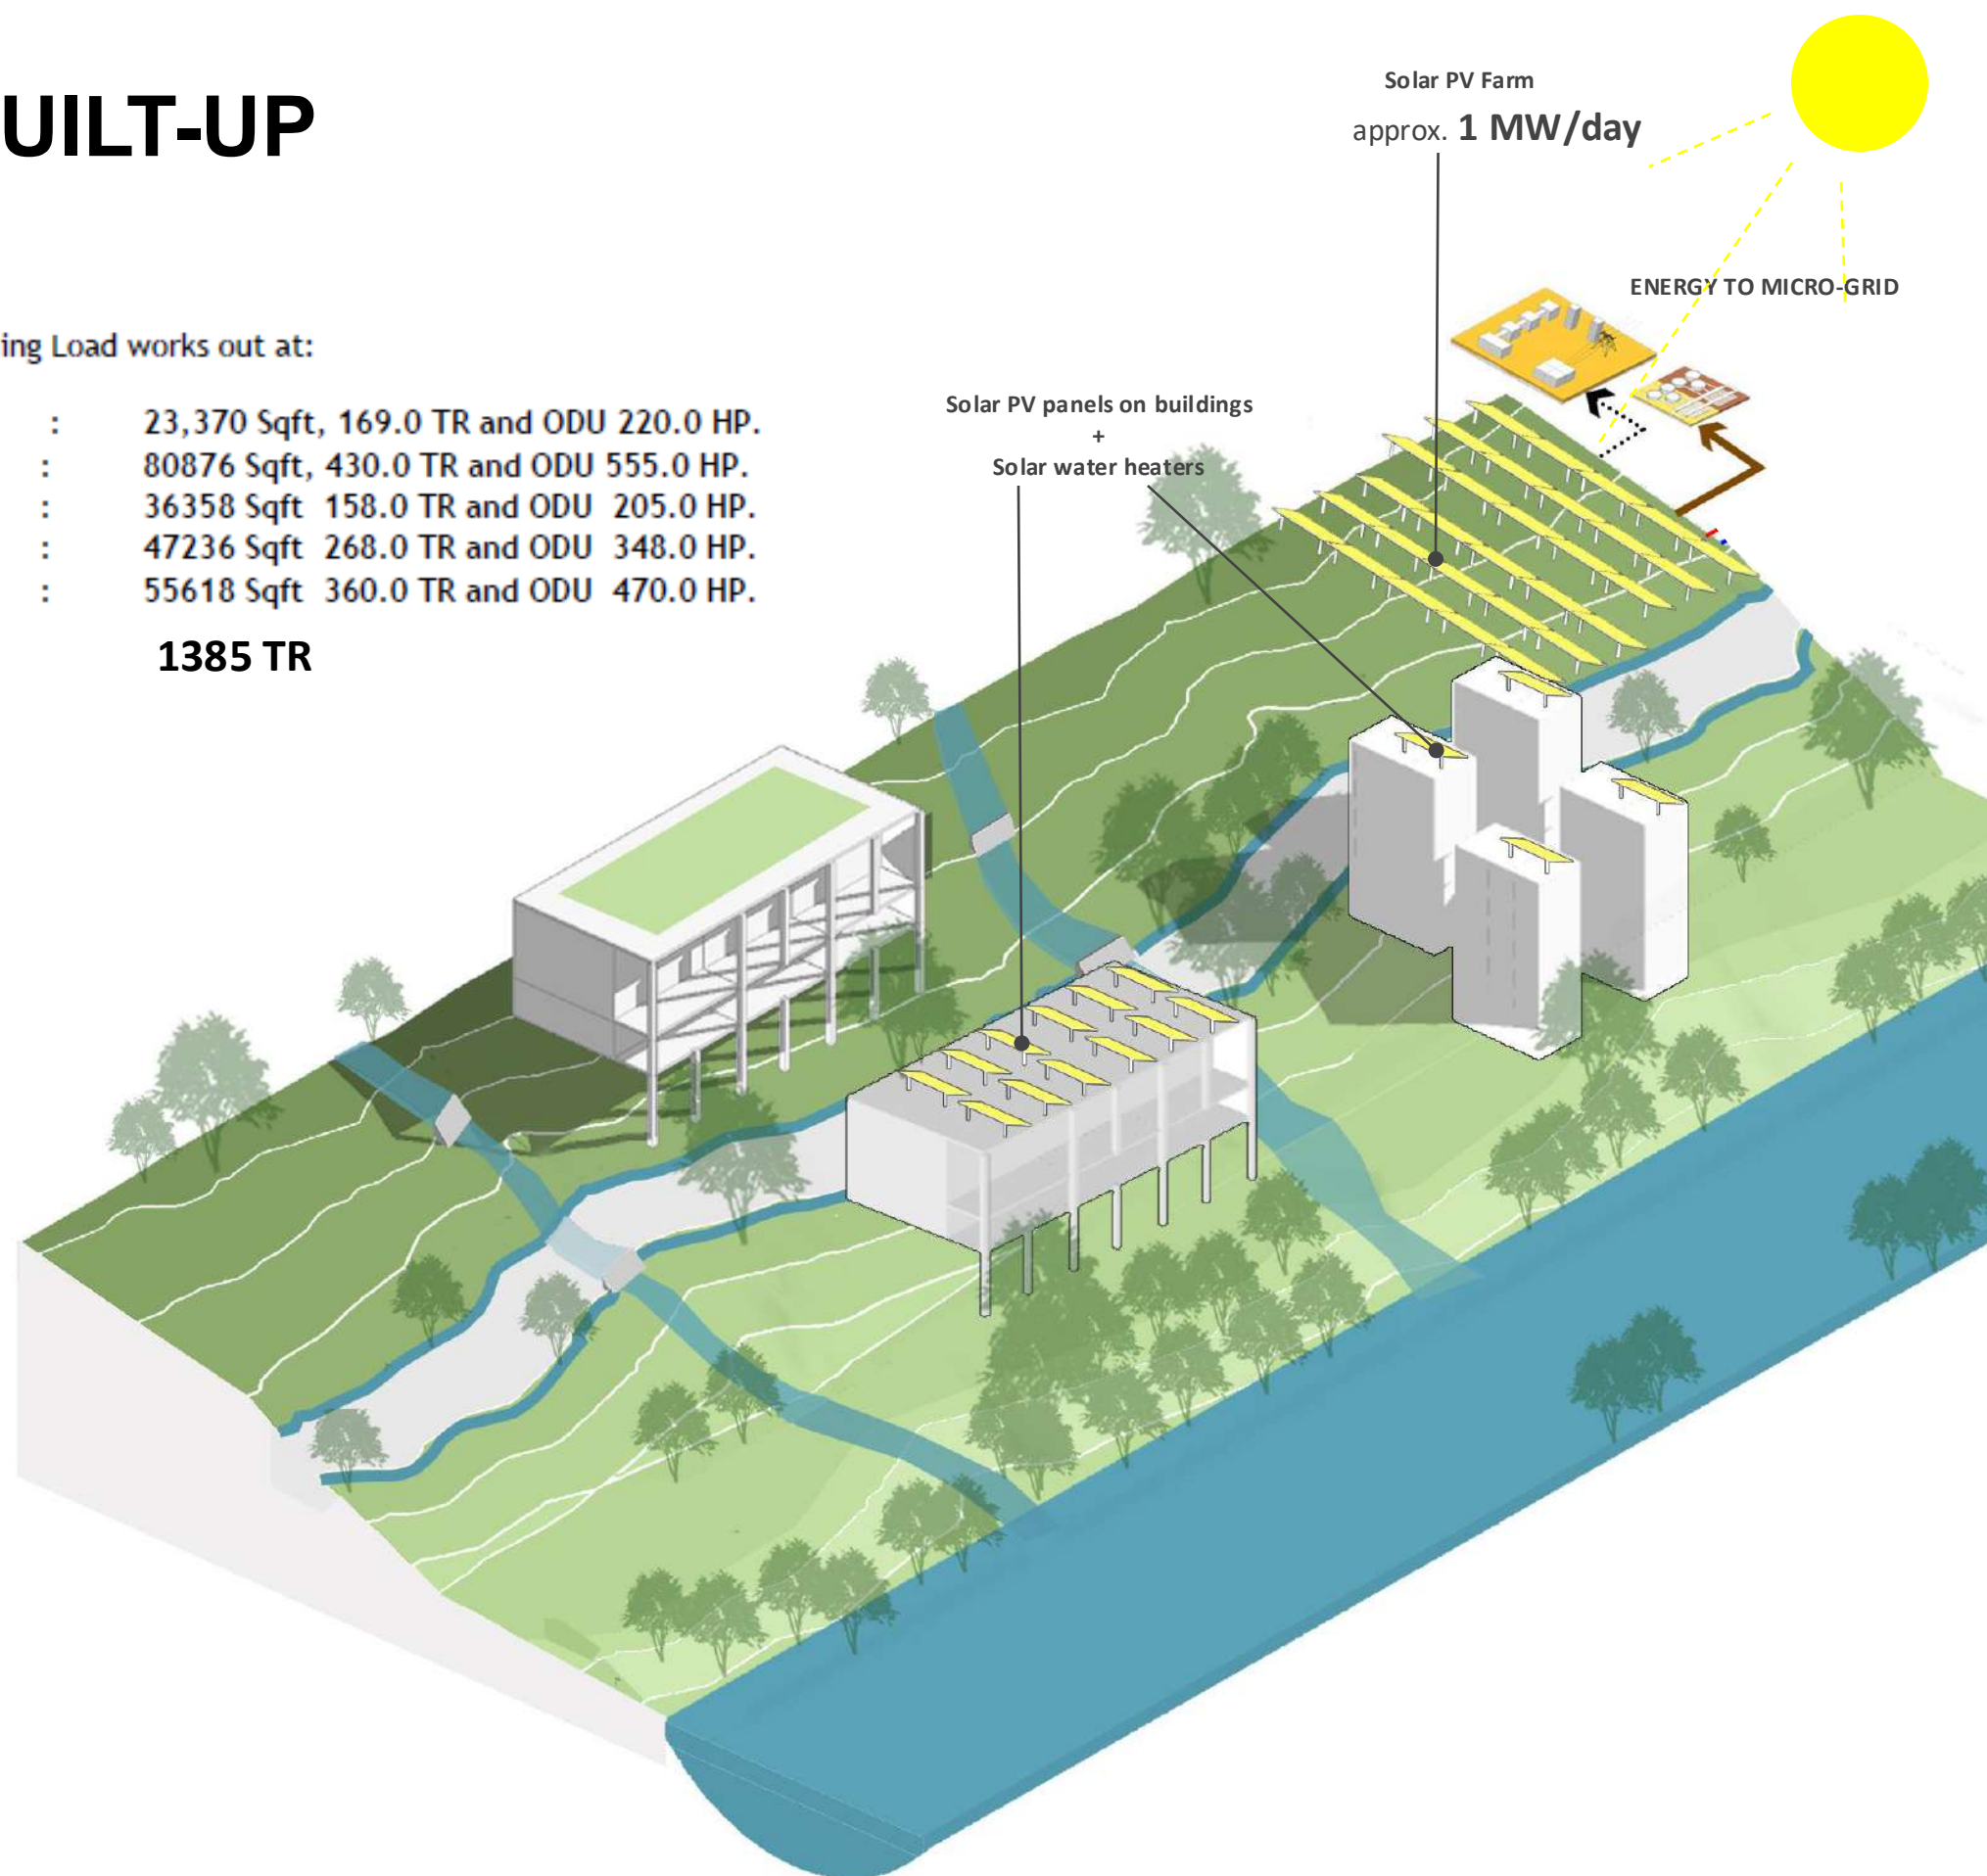 UILT-UP
ing Load works out at:
: 23,370 Sqft, 169.0 TR and ODU 220.0 HP.
: 80876 Sqft, 430.0 TR and ODU 555.0 HP.
: 36358 Sqft 158.0 TR and ODU 205.0 HP.
: 47236 Sqft 268.0 TR and ODU 348.0 HP.
: 55618 Sqft 360.0 TR and ODU 470.0 HP.
1385 TR
Solar PV Farm
approx. 1 MW/day
ENERGY TO MICRO-GRID
Solar PV panels on buildings
+
Solar water heaters